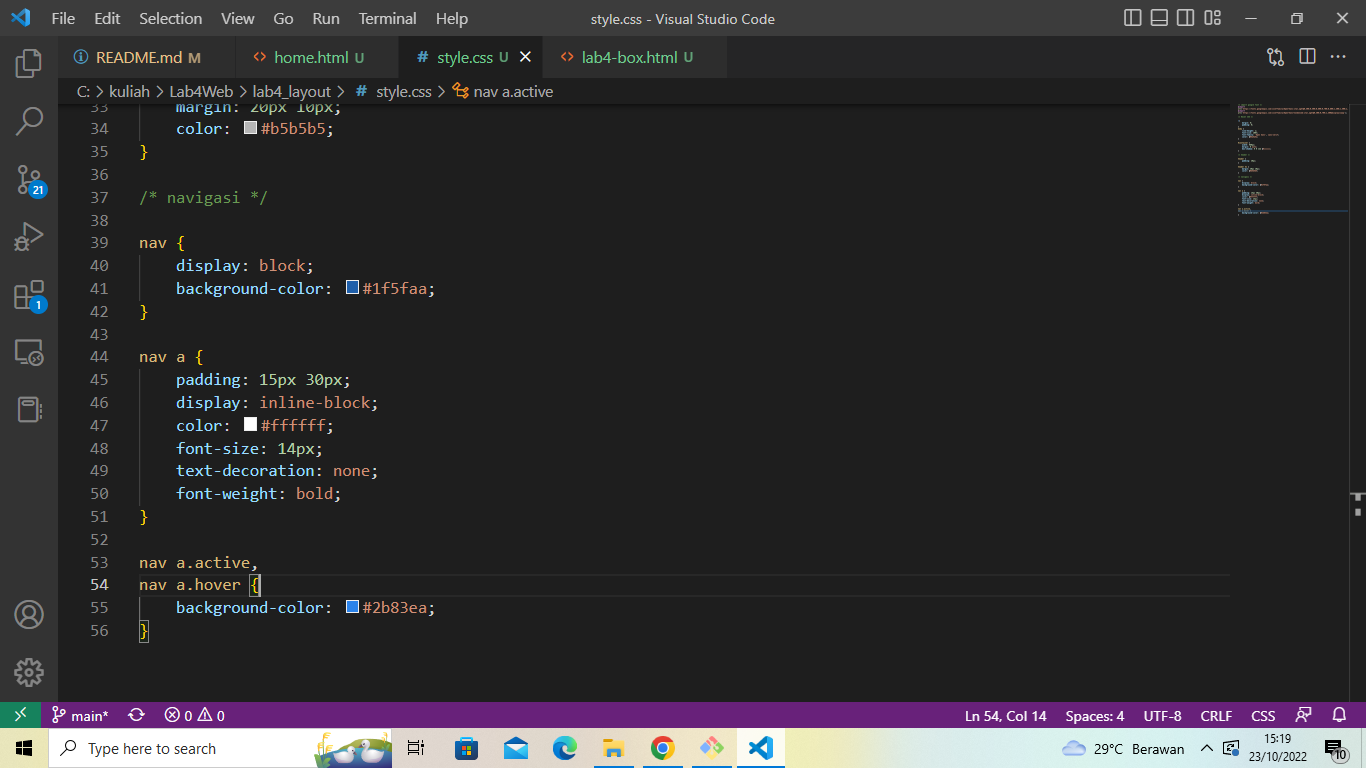 File Edit Selection View Go Run Terminal Help style.css - Visual Studio Code
README.md M home.html U style.css U lab4-box.html U
C: > kuliah > Lab4Web > lab4_layout > # style.css > nav a.active
33 margin: 20px 10px;
34 color: #b5b5b5;
35 }
36
37 /* navigasi */
38
39 nav {
40 display: block;
41 background-color: #1f5faa;
42 }
43
44 nav a {
45 padding: 15px 30px;
46 display: inline-block;
47 color: #ffffff;
48 font-size: 14px;
49 text-decoration: none;
50 font-weight: bold;
51 }
52
53 nav a.active,
54 nav a.hover {
55 background-color: #2b83ea;
56 }
21
1
main* 0 0 Ln 54, Col 14 Spaces: 4 UTF-8 CRLF CSS
Type here to search 29°C Berawan 15:19
23/10/2022
10